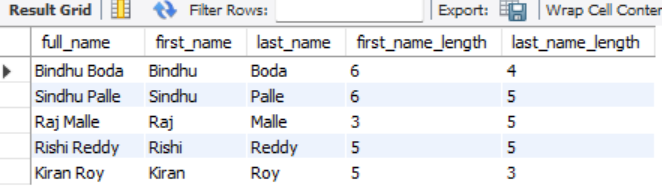 Result Grid Filter Rows: Export: Wrap Cell Conten
full_name first_name last_name first_name_length last_name_length
Bindhu Boda Bindhu Boda 6 4
Sindhu Palle Sindhu Palle 6 5
Raj Malle Raj Malle 3 5
Rishi Reddy Rishi Reddy 5 5
Kiran Roy Kiran Roy 5 3